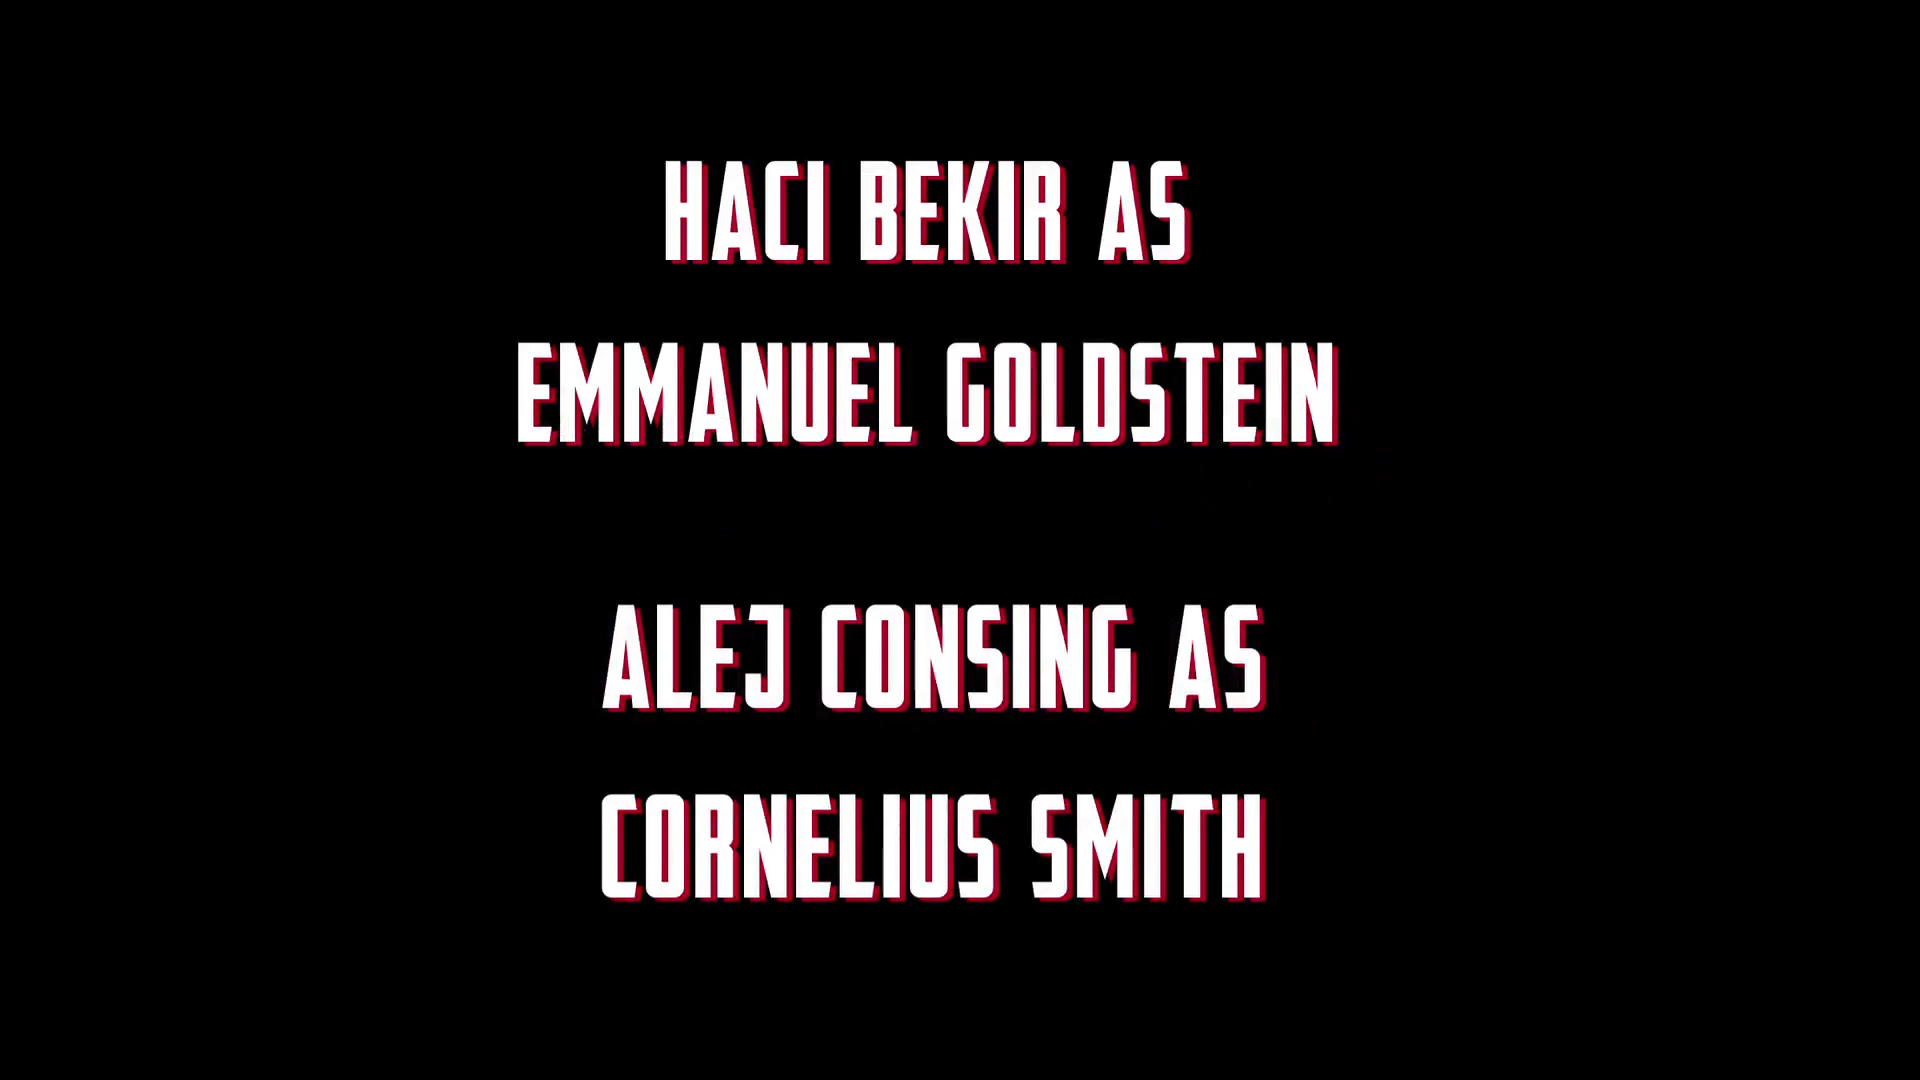 HACI BEKIR AS
EMMANUEL GOLDSTEIN
ALEJ CONSING AS
CORNELIUS SMITH